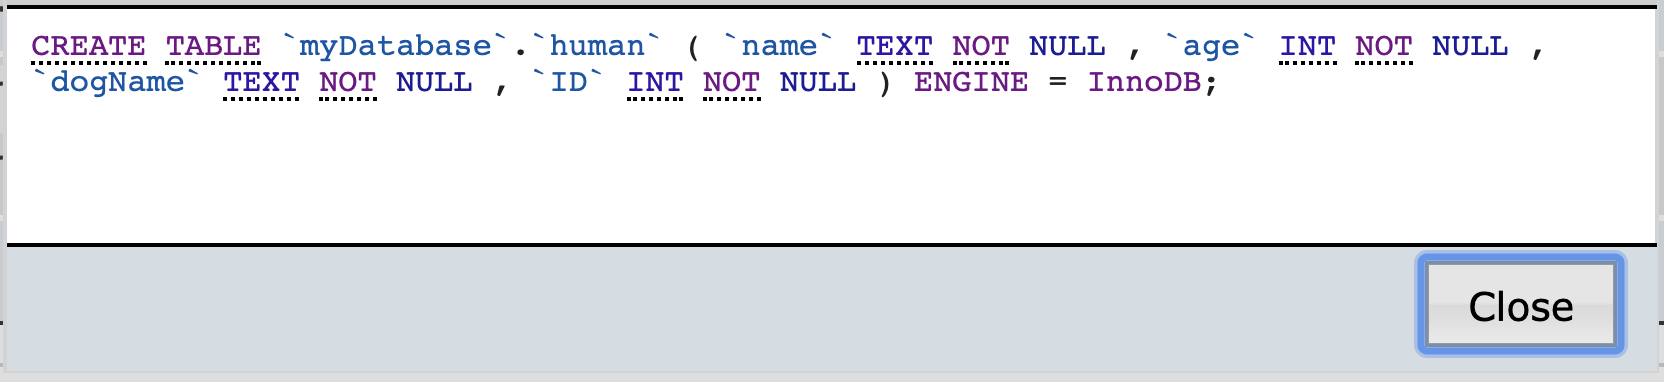 CREATE TABLE `myDatabase`.`human` ( `name` TEXT NOT NULL , `age` INT NOT NULL ,
`dogName` TEXT NOT NULL , `ID` INT NOT NULL ) ENGINE = InnoDB;
Close